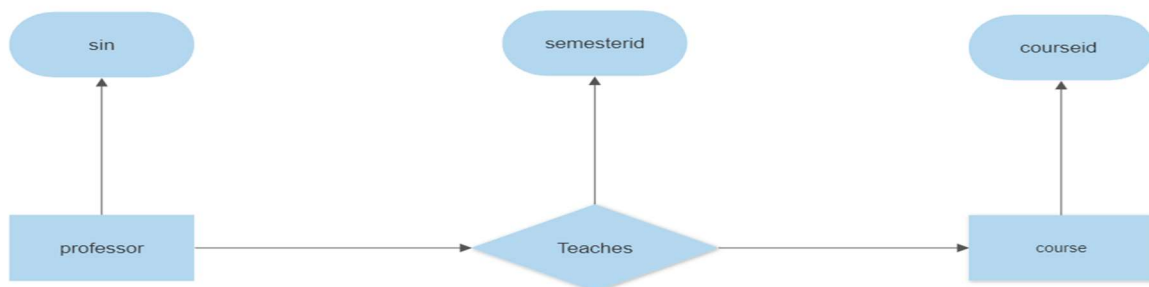 sin
semesterid
courseid
professor
Teaches
course